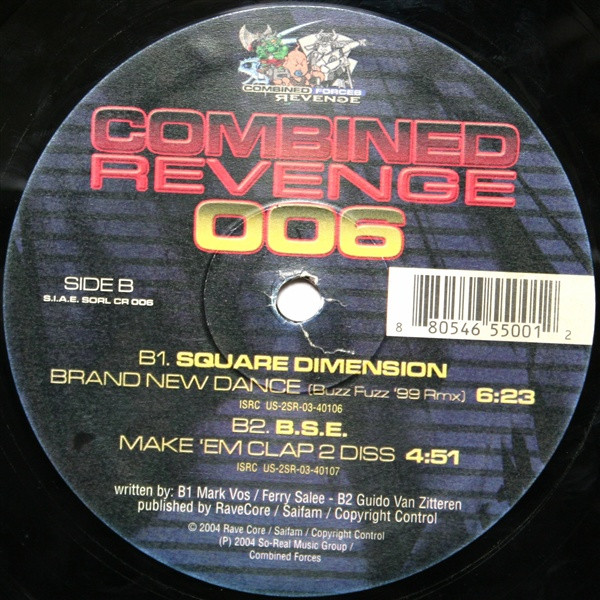 COMBINED FORCES
REVENGE
COMBINED
REVENGE
006
SIDE B
S.I.A.E. SORL CR 006
8 80546 55001 2
B1. SQUARE DIMENSION
BRAND NEW DANCE (Buzz Fuzz '99 Rmx) 6:23
ISRC US-2SR-03-40106
B2. B.S.E.
MAKE 'EM CLAP 2 DISS 4:51
ISRC US-2SR-03-40107
written by: B1 Mark Vos / Ferry Salee - B2 Guido Van Zitteren
published by RaveCore / Saifam / Copyright Control
© 2004 Rave Core / Saifam / Copyright Control
(P) 2004 So-Real Music Group /
Combined Forces